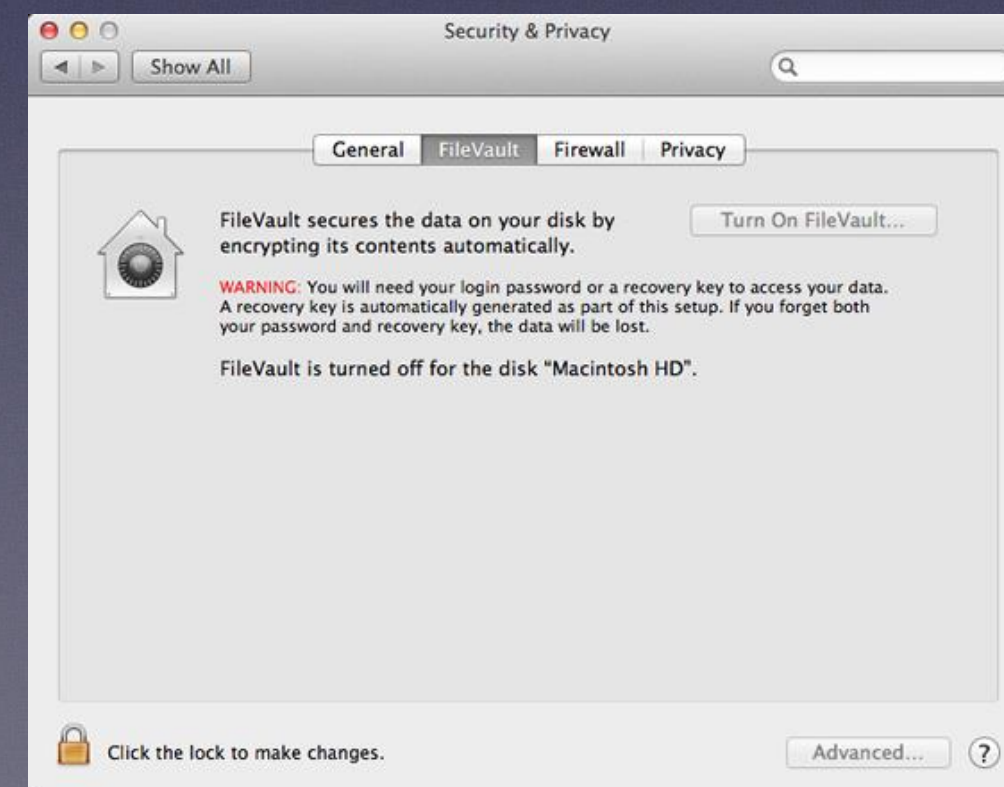 Security & Privacy
Show All
General FileVault Firewall Privacy
FileVault secures the data on your disk by
encrypting its contents automatically.
Turn On FileVault...
WARNING: You will need your login password or a recovery key to access your data.
A recovery key is automatically generated as part of this setup. If you forget both
your password and recovery key, the data will be lost.
FileVault is turned off for the disk “Macintosh HD”.
Click the lock to make changes.
Advanced... ?